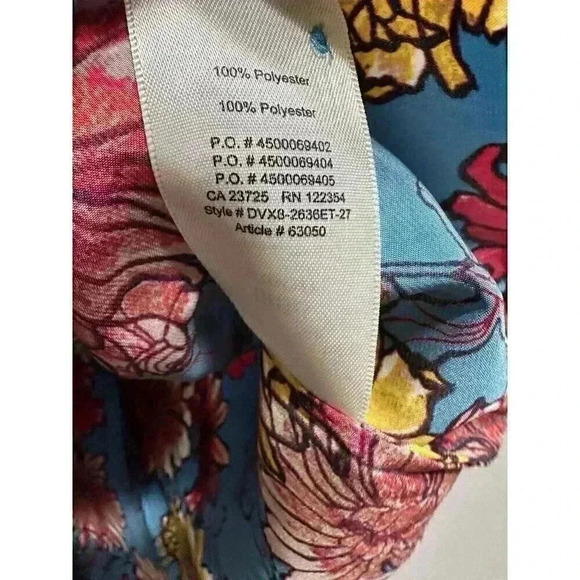 100% Polyester
100% Polyester
P.O. # 4500069402
P.O. # 4500069404
P.O. # 4500069405
CA 23725 RN 122354
Style # DVX8-2636ET-27
Article # 63050